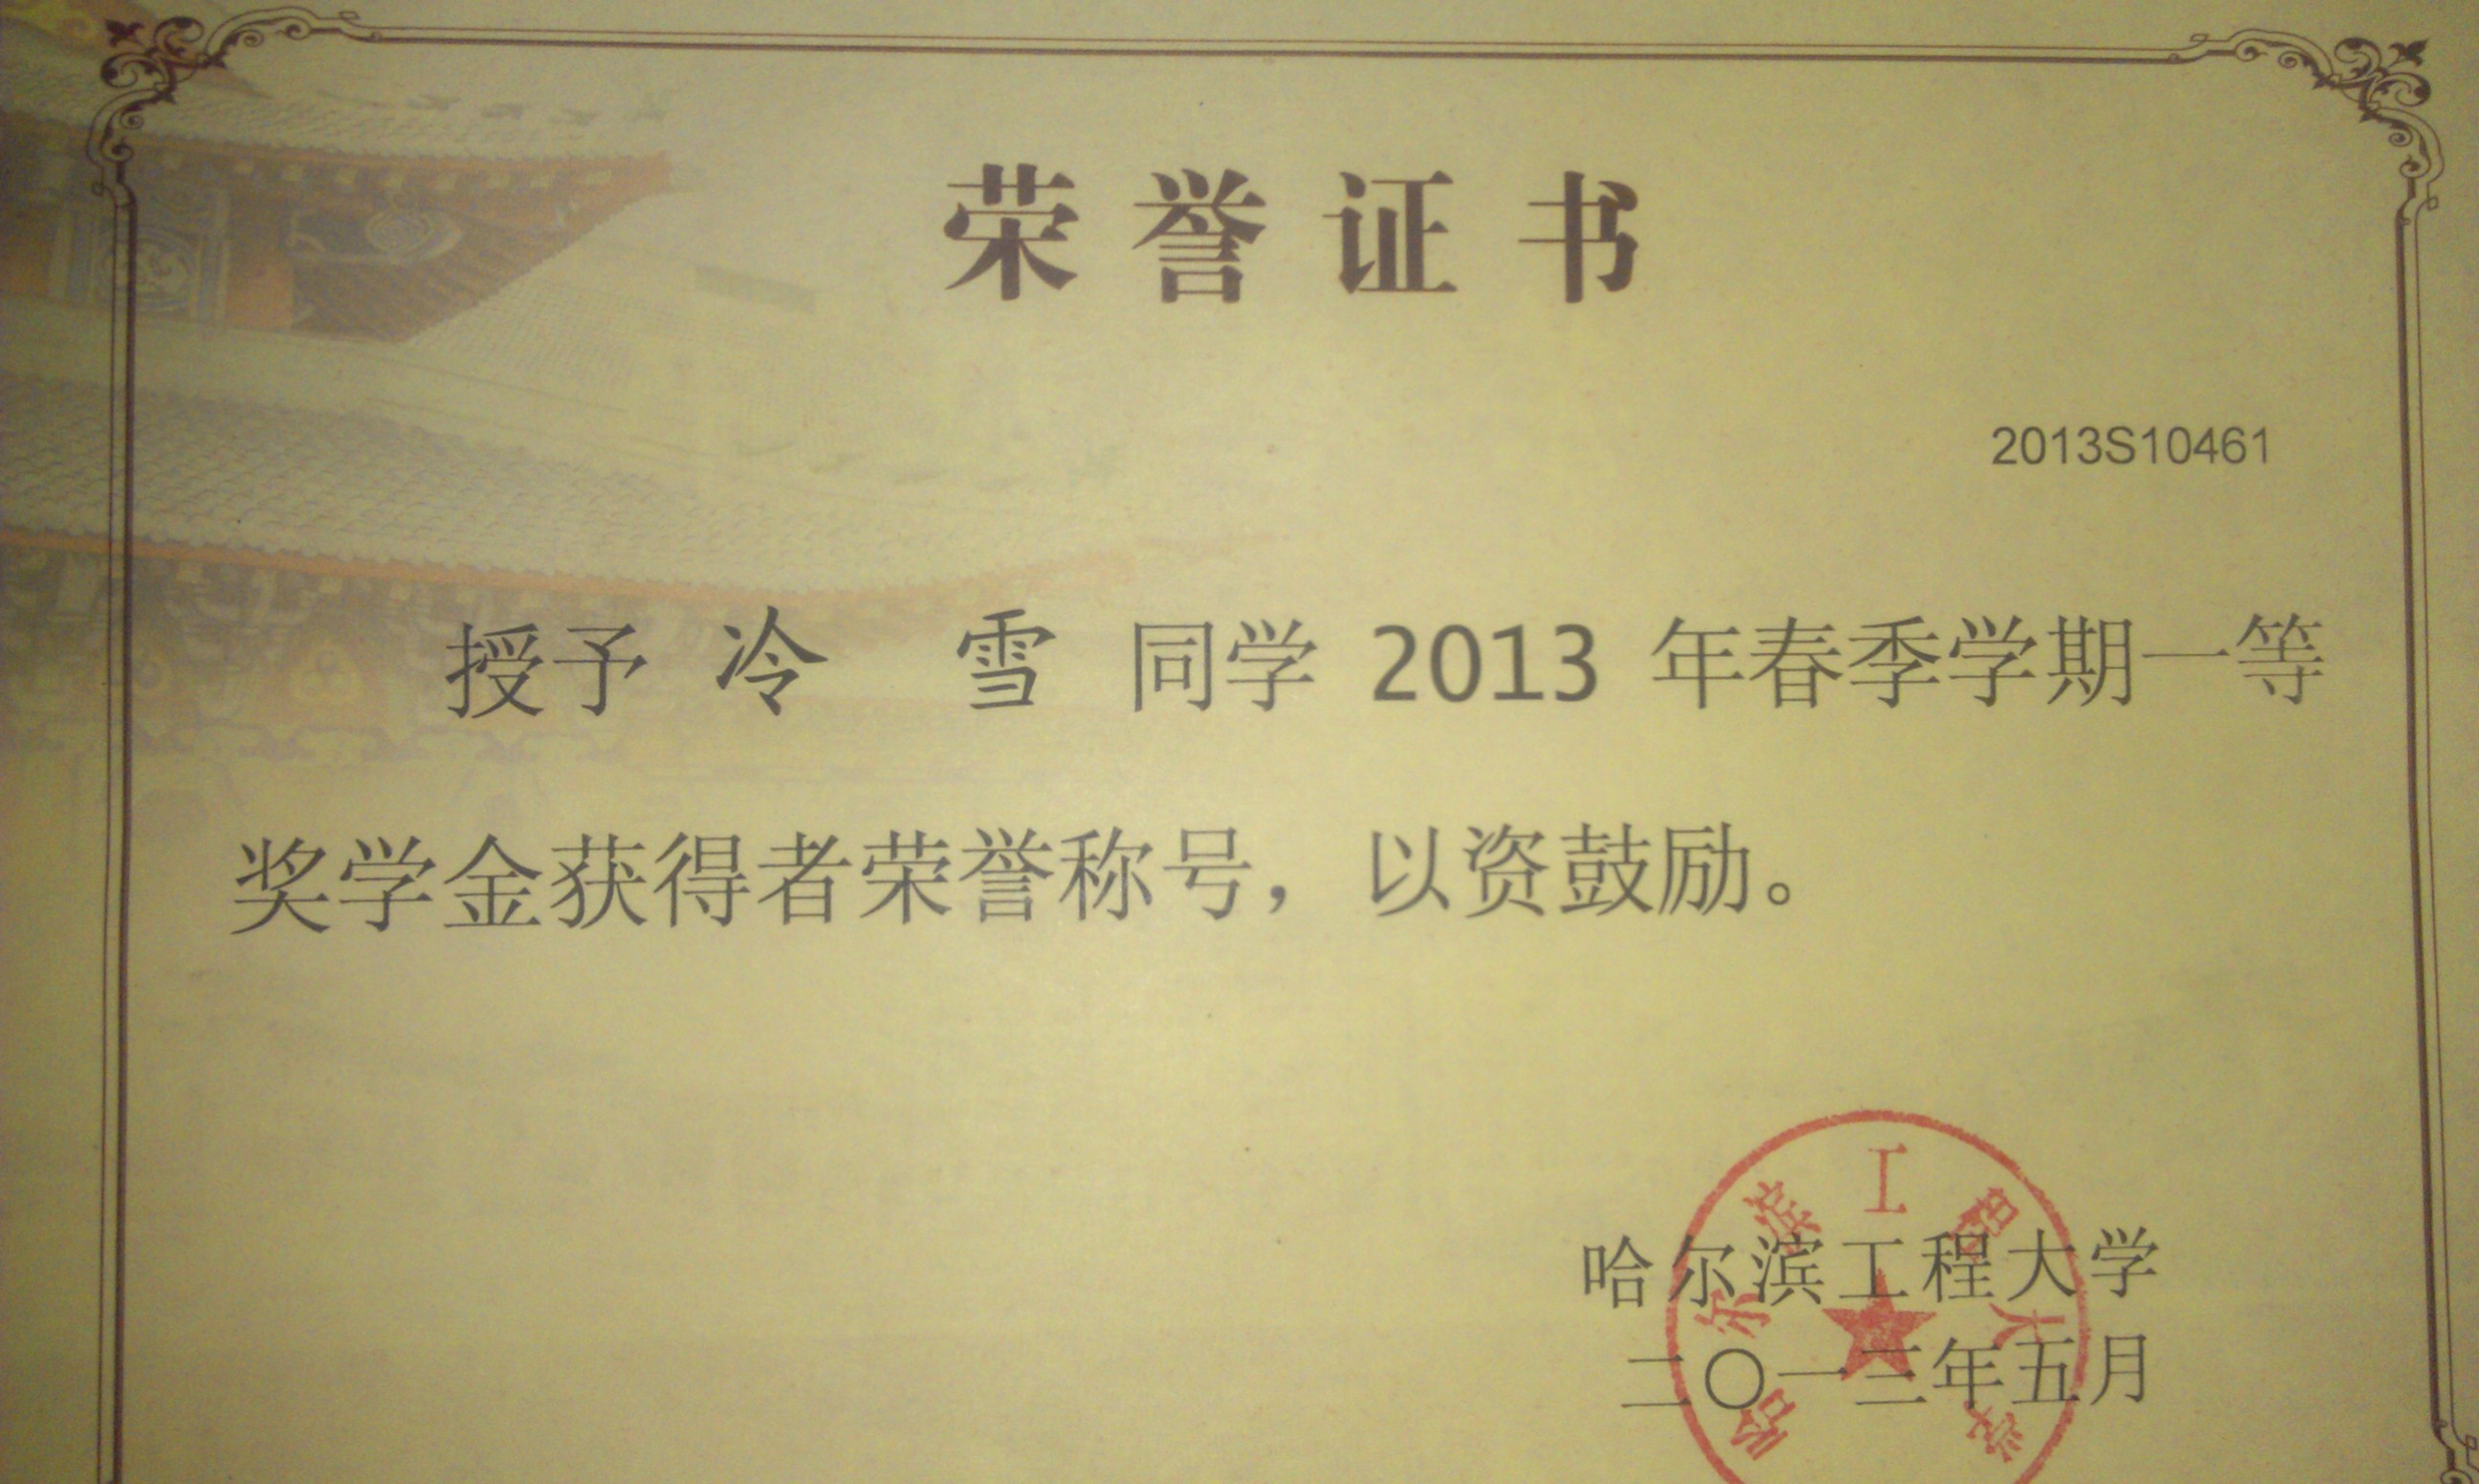 荣誉证书
2013S10461
授予 冷 雪 同学 2013 年春季学期一等
奖学金获得者荣誉称号，以资鼓励。
哈尔滨工程大学
哈尔滨工程大学
二〇一三年五月